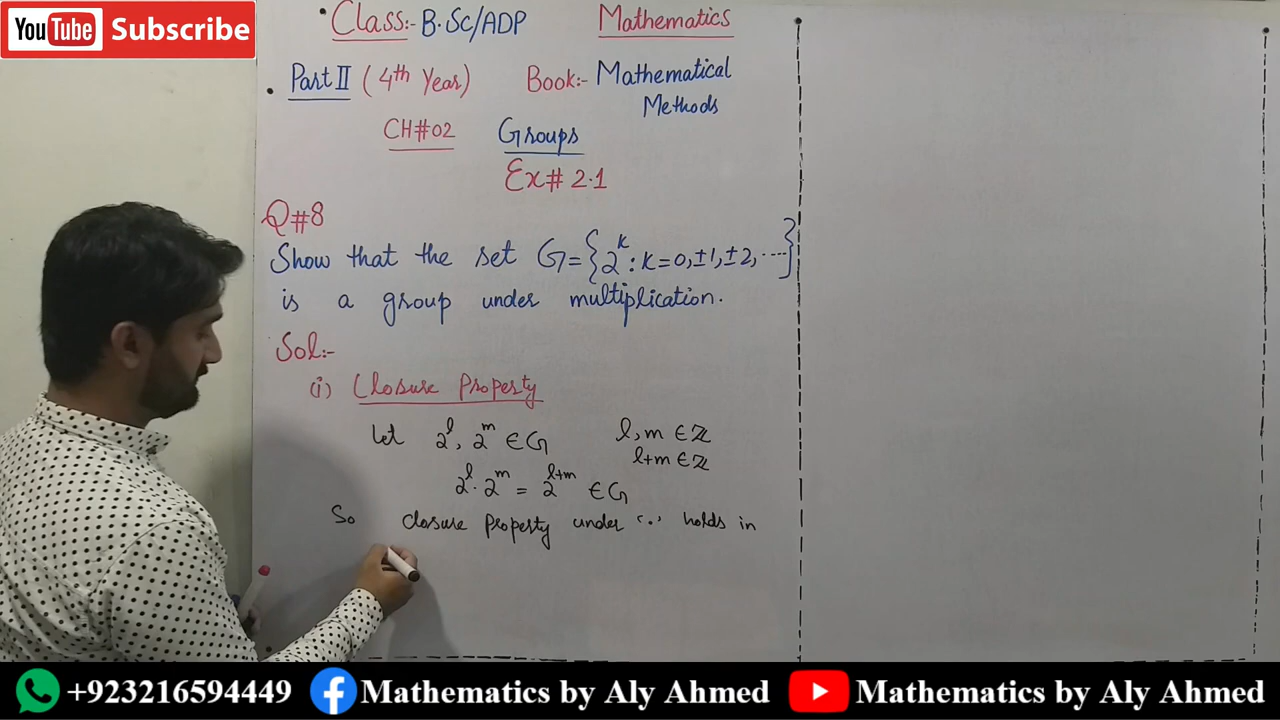 YouTube Subscribe
Class:- B.Sc/ADP Mathematics
Part II (4th Year) Book:- Mathematical
Methods
CH#02 Groups
Ex# 2.1
Q#8
Show that the set G={2^k : k=0,±1,±2,....}
is a group under multiplication.
Sol:-
(i) Closure Property
let 2^l, 2^m ∈ G l,m ∈ ℤ
l+m ∈ ℤ
2^l . 2^m = 2^{l+m} ∈ G
So closure Property under '.' holds in
+923216594449 Mathematics by Aly Ahmed Mathematics by Aly Ahmed